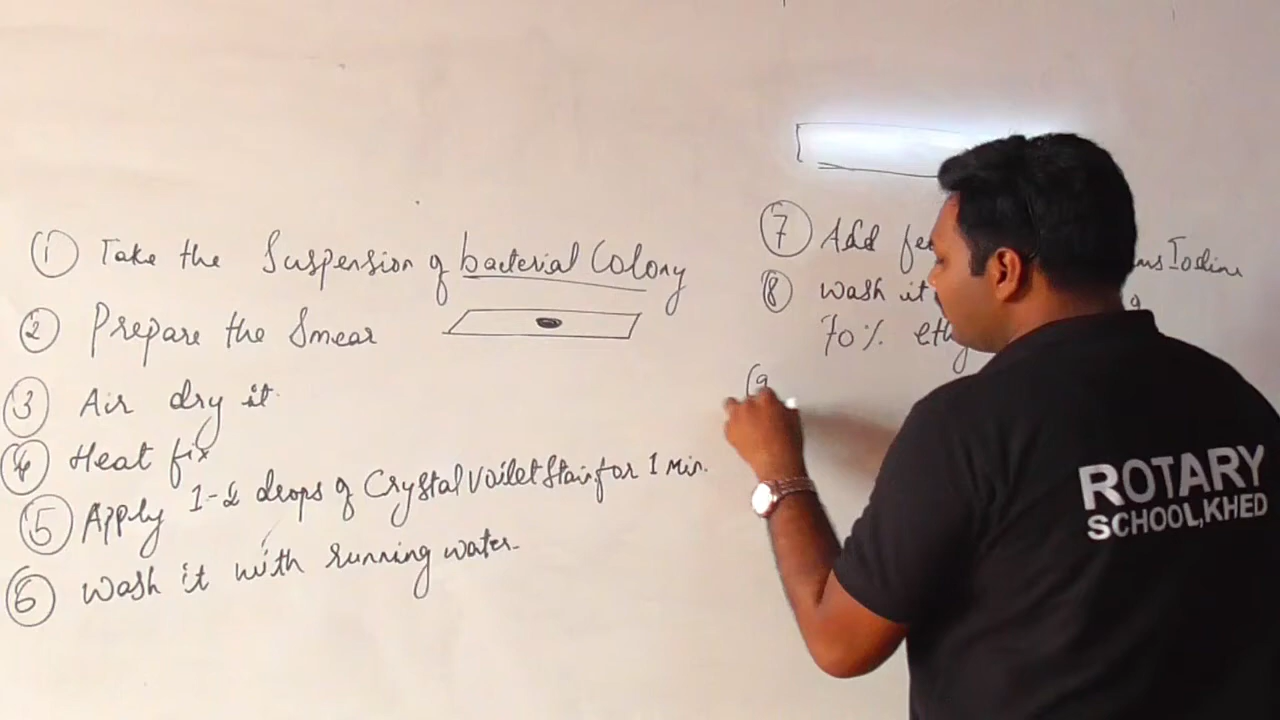 ① Take the Suspension of bacterial Colony
② Prepare the Smear
③ Air dry it
④ Heat fix
⑤ Apply 1-2 drops of Crystal Voilet Stain for 1 Min.
⑥ Wash it with running water.
⑦ Add Iodine
⑧ Wash it
70%
9
ROTARY
SCHOOL,KHED